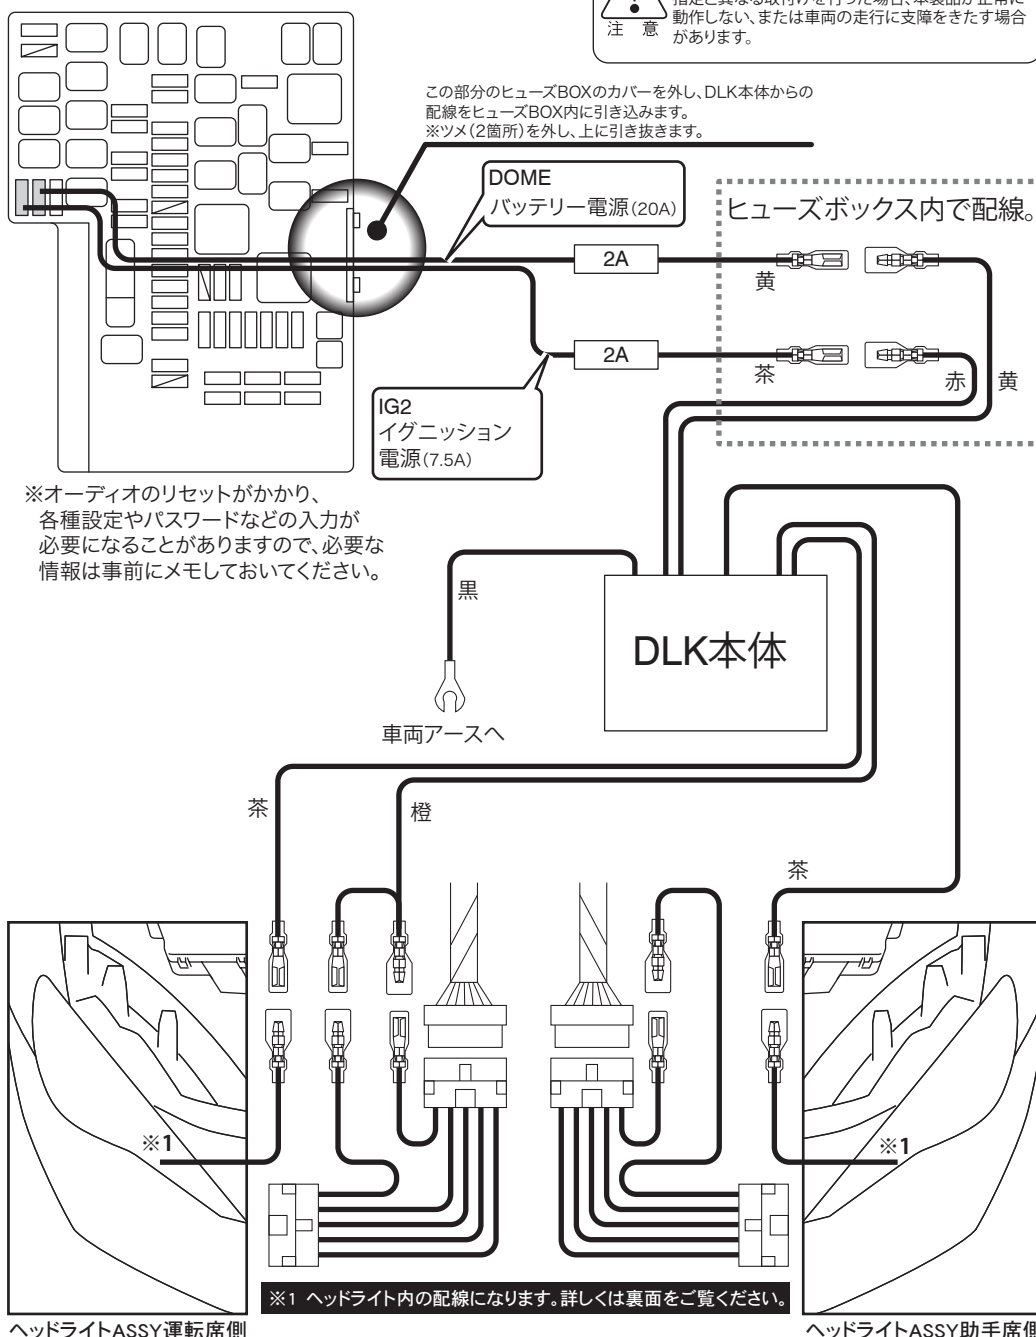 指定と異なる取付けを行った場合、本製品が正常に
動作しない、または車両の走行に支障をきたす場合
があります。
注 意
この部分のヒューズBOXのカバーを外し、DLK本体からの
配線をヒューズBOX内に引き込みます。
※ツメ(2箇所)を外し、上に引き抜きます。
DOME
バッテリー電源(20A)
ヒューズボックス内で配線。
2A
黄
2A
茶
赤
黄
IG2
イグニッション
電源(7.5A)
※オーディオのリセットがかかり、
各種設定やパスワードなどの入力が
必要になることがありますので、必要な
情報は事前にメモしておいてください。
黒
DLK本体
車両アースへ
茶
橙
茶
※1
※1
※1 ヘッドライト内の配線になります。詳しくは裏面をご覧ください。
ヘッドライトASSY運転席側
ヘッドライトASSY助手席側